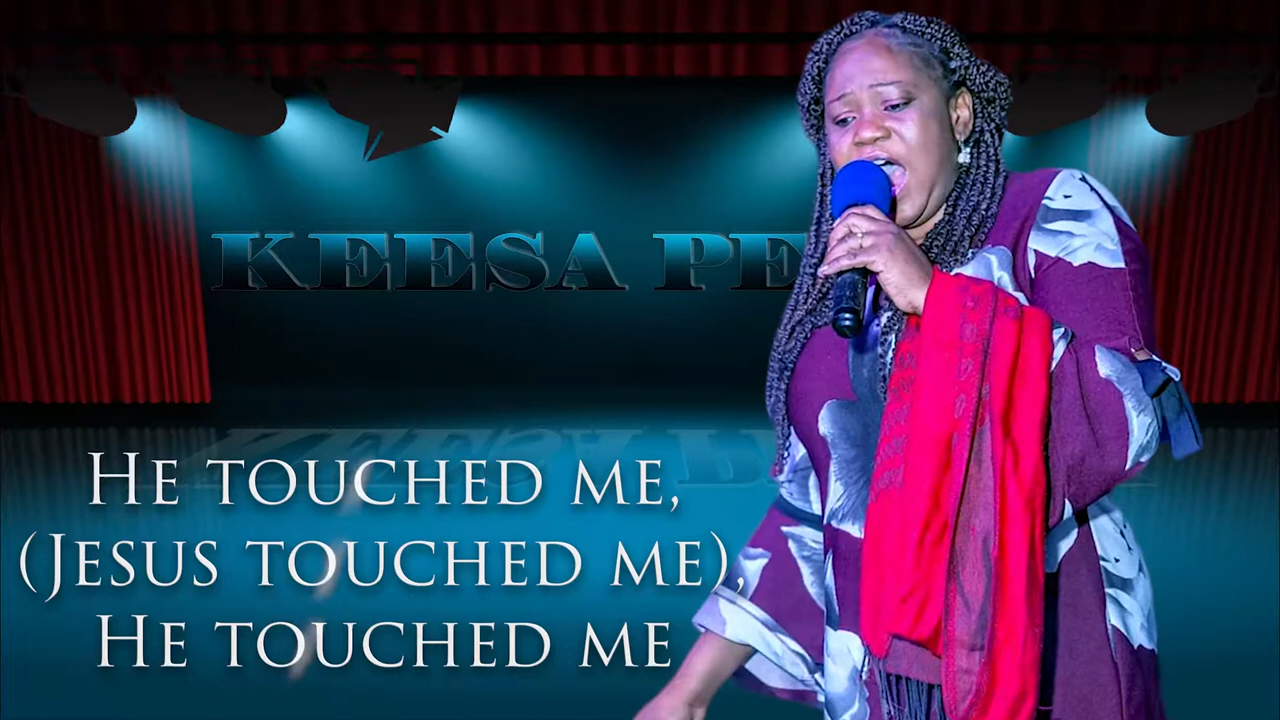 KEESA PE
He touched me,
(Jesus touched me),
He touched me